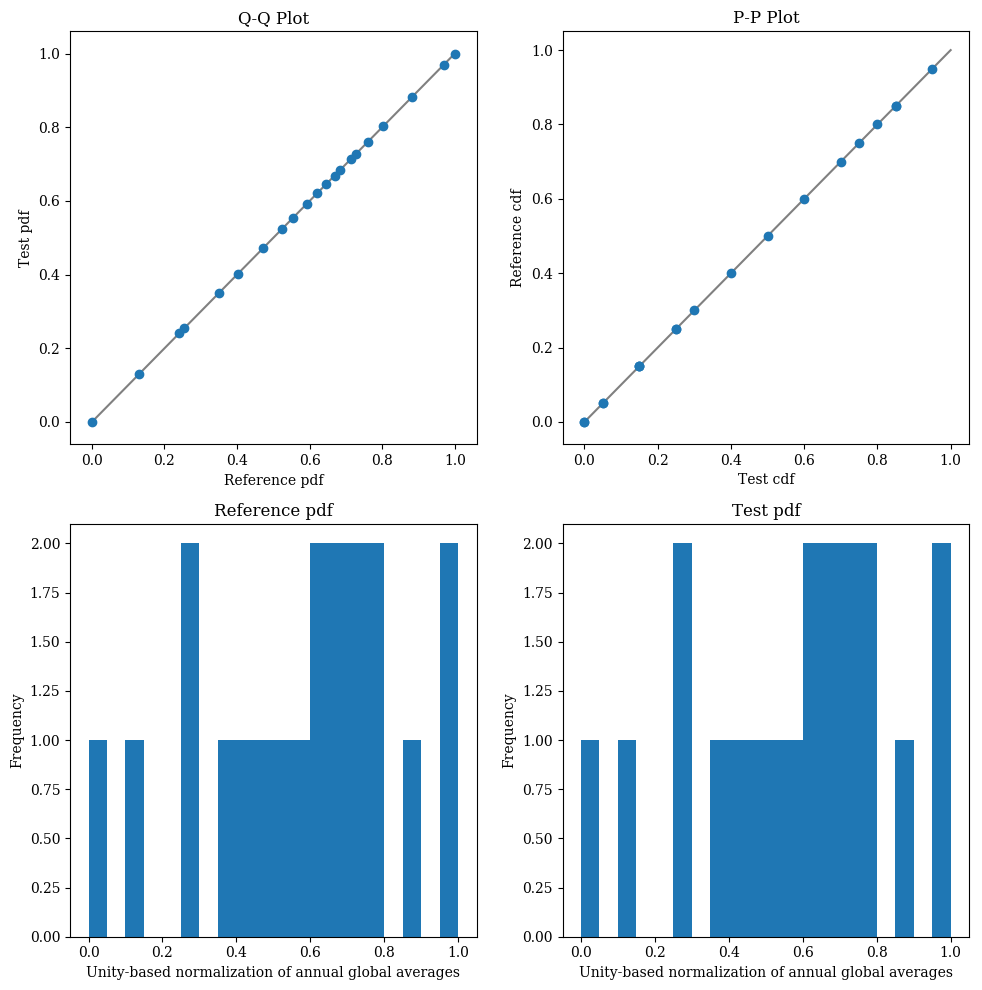 Q-Q Plot
1.0
0.8
0.6
0.4
0.2
0.0
Test pdf
0.0 0.2 0.4 0.6 0.8 1.0
Reference pdf
P-P Plot
1.0
0.8
0.6
0.4
0.2
0.0
Reference cdf
0.0 0.2 0.4 0.6 0.8 1.0
Test cdf
Reference pdf
2.00
1.75
1.50
1.25
1.00
0.75
0.50
0.25
0.00
Frequency
0.0 0.2 0.4 0.6 0.8 1.0
Unity-based normalization of annual global averages
Test pdf
2.00
1.75
1.50
1.25
1.00
0.75
0.50
0.25
0.00
Frequency
0.0 0.2 0.4 0.6 0.8 1.0
Unity-based normalization of annual global averages